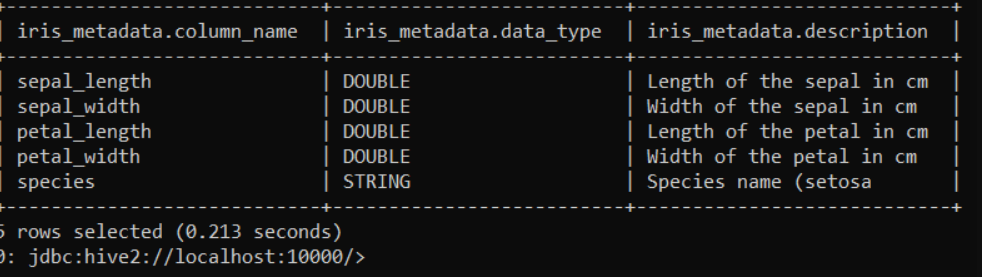 +-----------------------------+----------------------------+-----------------------------+
| iris_metadata.column_name | iris_metadata.data_type | iris_metadata.description |
+-----------------------------+----------------------------+-----------------------------+
| sepal_length | DOUBLE | Length of the sepal in cm |
| sepal_width | DOUBLE | Width of the sepal in cm |
| petal_length | DOUBLE | Length of the petal in cm |
| petal_width | DOUBLE | Width of the petal in cm |
| species | STRING | Species name (setosa |
+-----------------------------+----------------------------+-----------------------------+
5 rows selected (0.213 seconds)
0: jdbc:hive2://localhost:10000/>